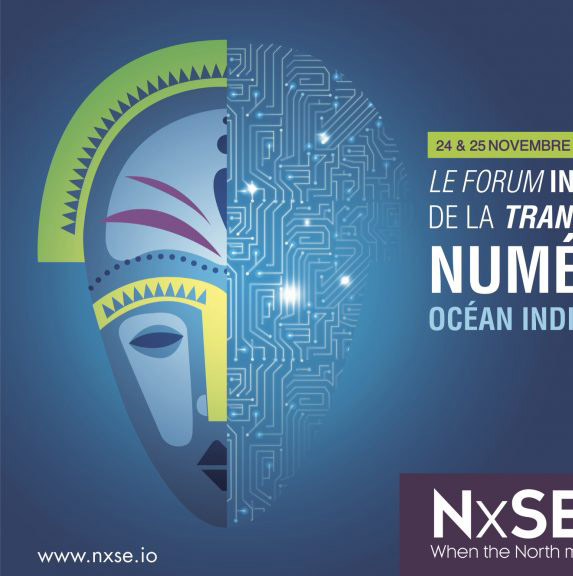 24 & 25 NOVEMBRE
LE FORUM IN
DE LA TRAN
NUMÉ
OCÉAN INDI
NxSE
When the North m
www.nxse.io